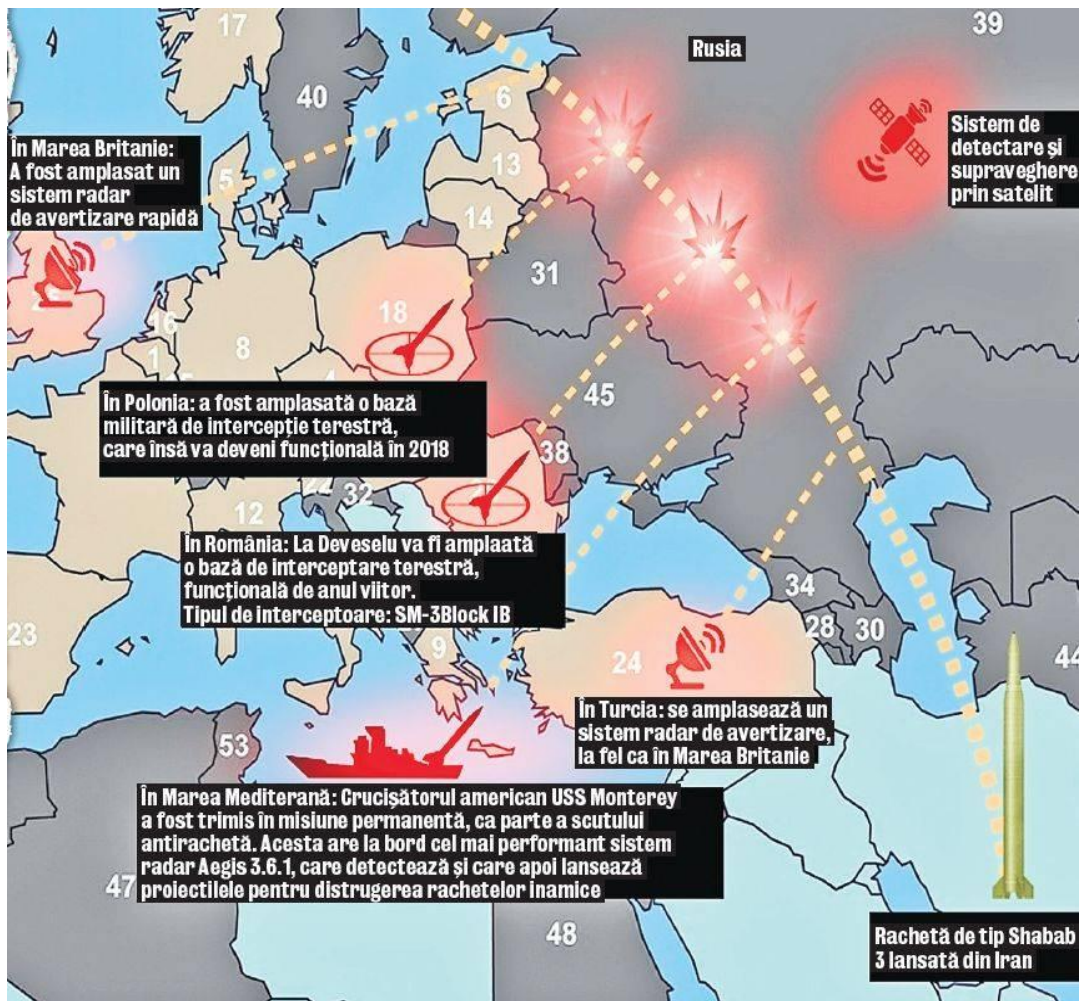 17
39
Rusia
40
6
Sistem de
detectare și
supraveghere
prin satelit
În Marea Britanie:
A fost amplasat un
sistem radar
de avertizare rapidă
5
13
14
31
16
18
1
8
4
În Polonia: a fost amplasată o bază
militară de intercepție terestră,
care însă va deveni funcțională în 2018
45
38
22
32
12
În România: La Deveselu va fi amplaată
o bază de interceptare terestră,
funcțională de anul viitor.
Tipul de interceptoare: SM-3Block IB
34
23
9
28
30
24
44
În Turcia: se amplasează un
sistem radar de avertizare,
la fel ca în Marea Britanie
53
În Marea Mediterană: Crucișătorul american USS Monterey
a fost trimis în misiune permanentă, ca parte a scutului
antirachetă. Acesta are la bord cel mai performant sistem
radar Aegis 3.6.1, care detectează și care apoi lansează
proiectilele pentru distrugerea rachetelor inamice
47
48
Rachetă de tip Shabab
3 lansată din Iran